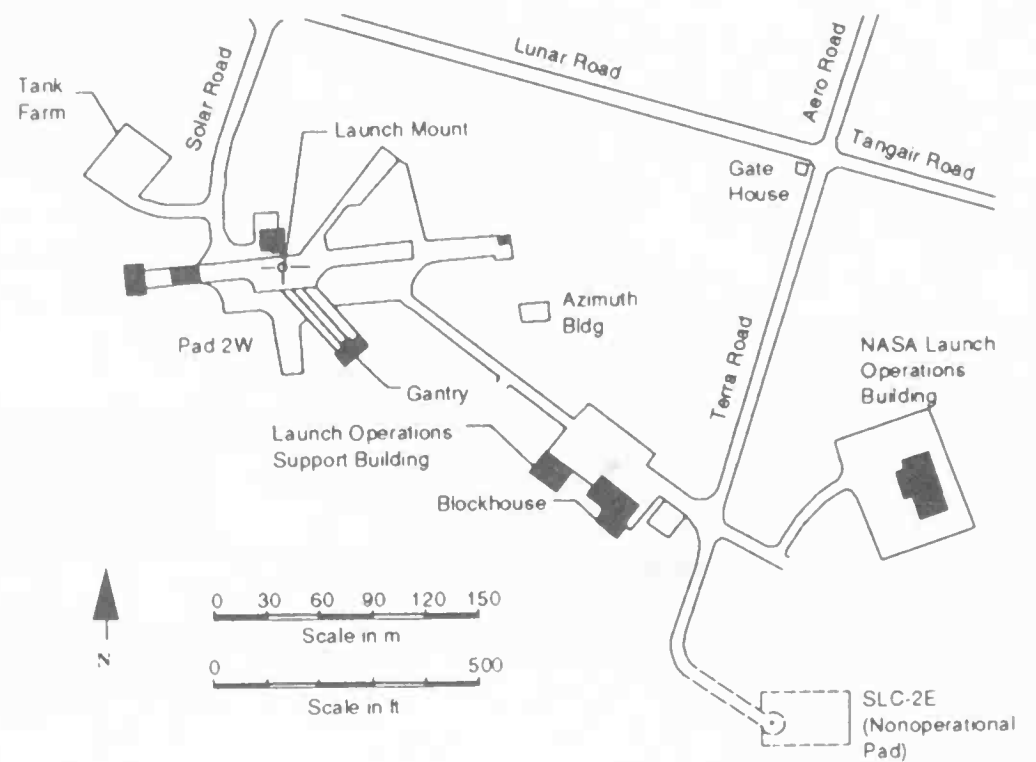 Lunar Road
Aero Road
Solar Road
Tank
Farm
Launch Mount
Tangair Road
Gate
House
Azimuth
Bldg
Pad 2W
Terra Road
NASA Launch
Operations
Building
Gantry
Launch Operations
Support Building
Blockhouse
0 30 60 90 120 150
Scale in m
N
0 500
Scale in ft
SLC-2E
(Nonoperational
Pad)